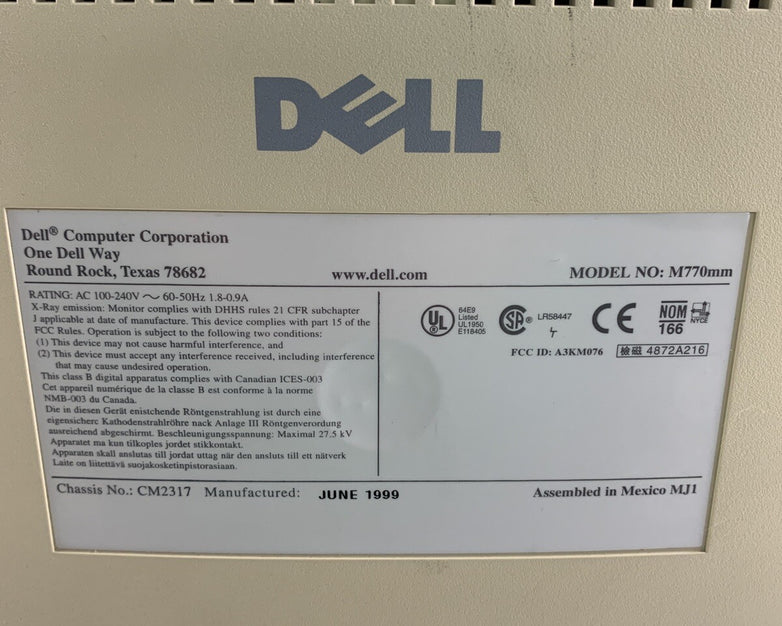 DELL
Dell® Computer Corporation
One Dell Way
Round Rock, Texas 78682
www.dell.com
MODEL NO: M770mm
RATING: AC 100-240V ～ 60-50Hz 1.8-0.9A
X-Ray emission: Monitor complies with DHHS rules 21 CFR subchapter
J applicable at date of manufacture. This device complies with part 15 of the
FCC Rules. Operation is subject to the following two conditions:
(1) This device may not cause harmful interference, and
(2) This device must accept any interference received, including interference
that may cause undesired operation.
This class B digital apparatus complies with Canadian ICES-003
Cet appareil numérique de la classe B est conforme à la norme
NMB-003 du Canada.
Die in diesen Gerät enistchende Röntgenstrahlung ist durch eine
eigensichere Kathodenstrahlröhre nack Anlage III Röntgenverordung
ausreichend abgeschirmt. Beschleunigungsspannung: Maximal 27.5 kV
Apparatet ma kun tilkoples jordet stikkontakt.
Apparaten skall anslutas till jordat uttag när den ansluts till ett nätverk
Laite on liitettävä suojakosketinpistorasiaan.
UL
64E9
Listed
UL1950
E118405
SA® LR58447
CE
NOM
166
NYCE
FCC ID: A3KM076
檢磁 4872A216
Chassis No.: CM2317 Manufactured: JUNE 1999
Assembled in Mexico MJ1